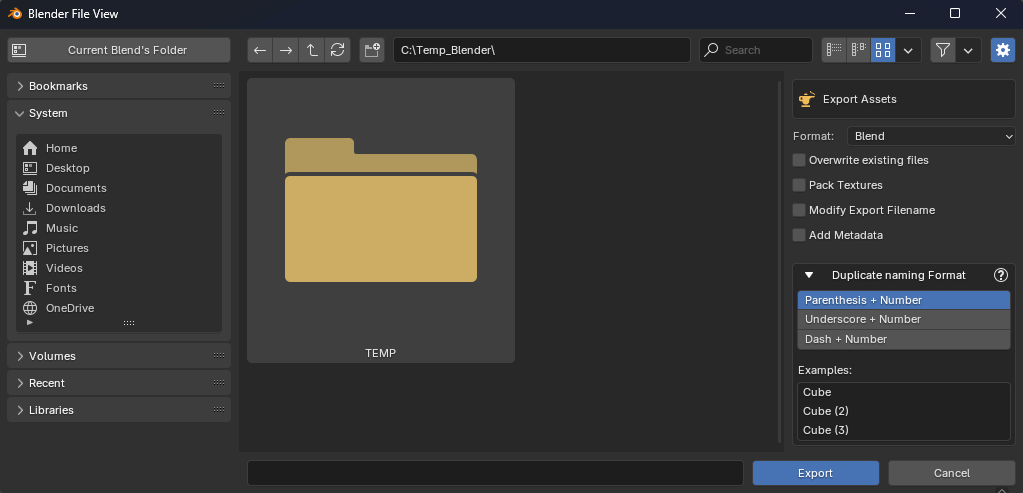 Blender File View
Current Blend's Folder
C:\Temp_Blender\
Search
Bookmarks
System
Home
Desktop
Documents
Downloads
Music
Pictures
Videos
Fonts
OneDrive
Volumes
Recent
Libraries
TEMP
Export Assets
Format: Blend
Overwrite existing files
Pack Textures
Modify Export Filename
Add Metadata
Duplicate naming Format
Parenthesis + Number
Underscore + Number
Dash + Number
Examples:
Cube
Cube (2)
Cube (3)
Export
Cancel